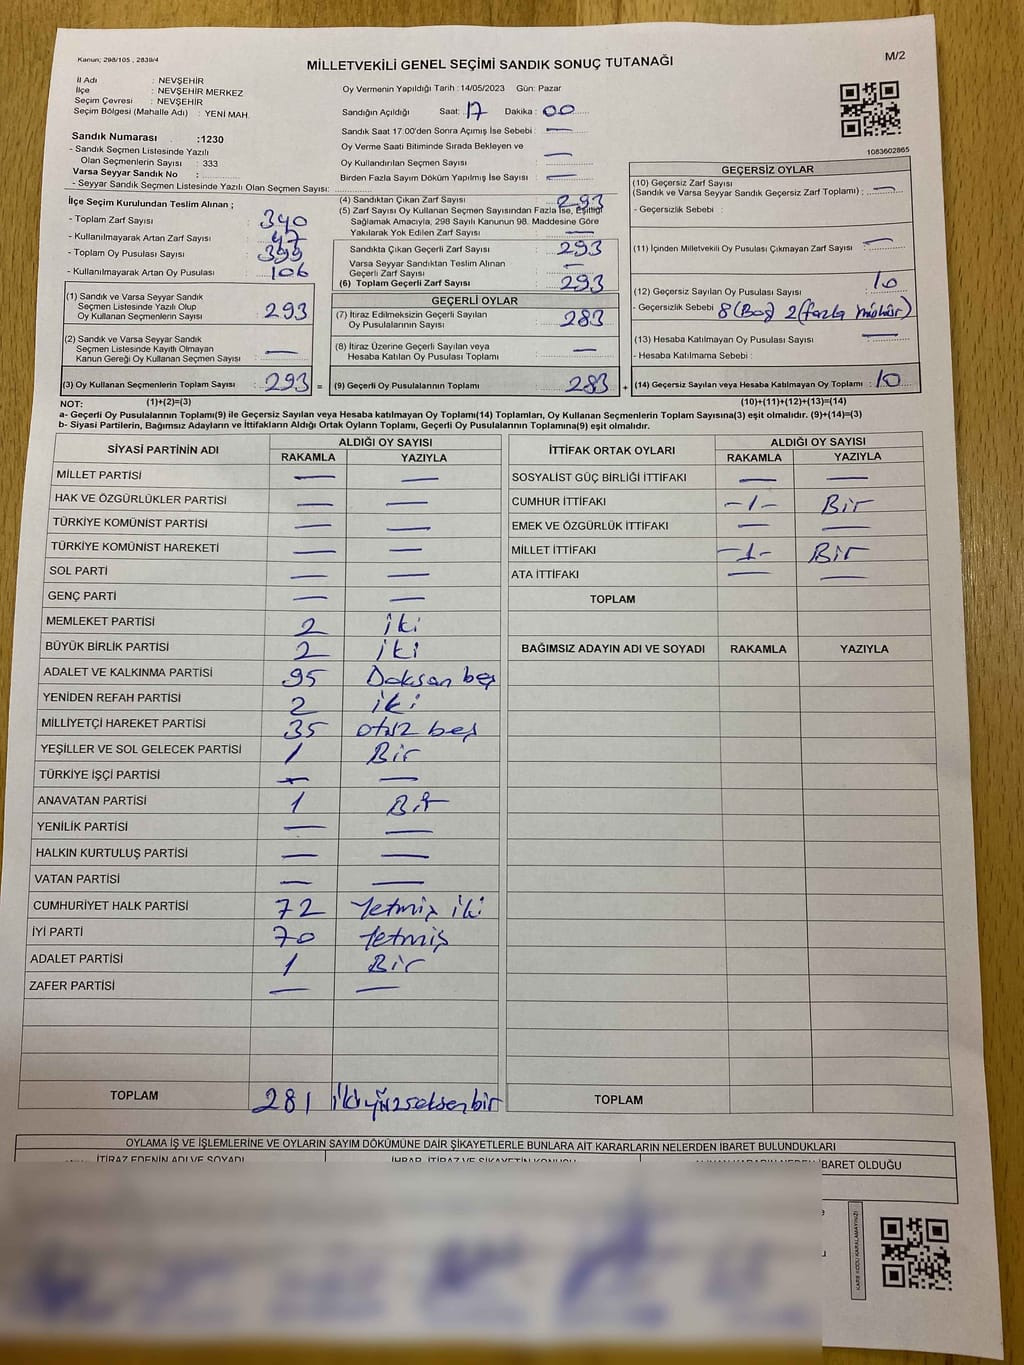 Kanun; 298/105 , 2839/4
MİLLETVEKİLİ GENEL SEÇİMİ SANDIK SONUÇ TUTANAĞI
M/2
İl Adı : NEVŞEHİR
İlçe : NEVŞEHİR MERKEZ
Seçim Çevresi : NEVŞEHİR
Seçim Bölgesi (Mahalle Adı) : YENİ MAH.
Sandık Numarası :1230
- Sandık Seçmen Listesinde Yazılı
Olan Seçmenlerin Sayısı : 333
Varsa Seyyar Sandık No :
- Seyyar Sandık Seçmen Listesinde Yazılı Olan Seçmen Sayısı:
Oy Vermenin Yapıldığı Tarih : 14/05/2023 Gün: Pazar
Sandığın Açıldığı Saat: 17 Dakika : 00
Sandık Saat 17:00'den Sonra Açımış İse Sebebi : —
Oy Verme Saati Bitiminde Sırada Bekleyen ve
Oy Kullandırılan Seçmen Sayısı —
Birden Fazla Sayım Döküm Yapılmış İse Sayısı : —
1083602865
İlçe Seçim Kurulundan Teslim Alınan ;
- Toplam Zarf Sayısı : 340
- Kullanılmayarak Artan Zarf Sayısı : 47
- Toplam Oy Pusulası Sayısı :
- Kullanılmayarak Artan Oy Pusulası : 106
(1) Sandık ve Varsa Seyyar Sandık
Seçmen Listesinde Yazılı Olup
Oy Kullanan Seçmenlerin Sayısı : 293
(2) Sandık ve Varsa Seyyar Sandık
Seçmen Listesinde Kayıtlı Olmayan
Kanun Gereği Oy Kullanan Seçmen Sayısı : —
(3) Oy Kullanan Seçmenlerin Toplam Sayısı : 293 =
(4) Sandıktan Çıkan Zarf Sayısı : 293
(5) Zarf Sayısı Oy Kullanan Seçmen Sayısından Fazla İse, Eşitliği
Sağlamak Amacıyla, 298 Sayılı Kanunun 98. Maddesine Göre
Yakılarak Yok Edilen Zarf Sayısı : —
Sandıkta Çıkan Geçerli Zarf Sayısı : 293
Varsa Seyyar Sandıktan Teslim Alınan
Geçerli Zarf Sayısı : —
(6) Toplam Geçerli Zarf Sayısı : 293
GEÇERLİ OYLAR
(7) İtiraz Edilmeksizin Geçerli Sayılan
Oy Pusulalarının Sayısı : 283
(8) İtiraz Üzerine Geçerli Sayılan veya
Hesaba Katılan Oy Pusulası Toplamı : —
(9) Geçerli Oy Pusulalarının Toplamı : 283 +
GEÇERSİZ OYLAR
(10) Geçersiz Zarf Sayısı
(Sandık ve Varsa Seyyar Sandık Geçersiz Zarf Toplamı) : —
- Geçersizlik Sebebi :
(11) İçinden Milletvekili Oy Pusulası Çıkmayan Zarf Sayısı : —
(12) Geçersiz Sayılan Oy Pusulası Sayısı : 10
- Geçersizlik Sebebi : 8 (Boş) 2 (fazla mühür)
(13) Hesaba Katılmayan Oy Pusulası Sayısı : —
- Hesaba Katılmama Sebebi :
(14) Geçersiz Sayılan veya Hesaba Katılmayan Oy Toplamı : 10
NOT: (1)+(2)=(3)
(10)+(11)+(12)+(13)=(14)
a- Geçerli Oy Pusulalarının Toplamı(9) ile Geçersiz Sayılan veya Hesaba katılmayan Oy Toplamı(14) Toplamları, Oy Kullanan Seçmenlerin Toplam Sayısına(3) eşit olmalıdır. (9)+(14)=(3)
b- Siyasi Partilerin, Bağımsız Adayların ve İttifakların Aldığı Ortak Oyların Toplamı, Geçerli Oy Pusulalarının Toplamına(9) eşit olmalıdır.
SİYASİ PARTİNİN ADI ALDIĞI OY SAYISI
RAKAMLA YAZIYLA
MİLLET PARTİSİ — —
HAK VE ÖZGÜRLÜKLER PARTİSİ — —
TÜRKİYE KOMÜNİST PARTİSİ — —
TÜRKİYE KOMÜNİST HAREKETİ — —
SOL PARTİ — —
GENÇ PARTİ — —
MEMLEKET PARTİSİ 2 iki
BÜYÜK BİRLİK PARTİSİ 2 iki
ADALET VE KALKINMA PARTİSİ 95 Doksan beş
YENİDEN REFAH PARTİSİ 2 iki
MİLLİYETÇİ HAREKET PARTİSİ 35 otuz beş
YEŞİLLER VE SOL GELECEK PARTİSİ 1 Bir
TÜRKİYE İŞÇİ PARTİSİ — —
ANAVATAN PARTİSİ 1 Bir
YENİLİK PARTİSİ — —
HALKIN KURTULUŞ PARTİSİ — —
VATAN PARTİSİ — —
CUMHURİYET HALK PARTİSİ 72 Yetmiş iki
İYİ PARTİ 70 Yetmiş
ADALET PARTİSİ 1 Bir
ZAFER PARTİSİ — —
TOPLAM 281 ikiyüzseksenbir
İTTİFAK ORTAK OYLARI ALDIĞI OY SAYISI
RAKAMLA YAZIYLA
SOSYALİST GÜÇ BİRLİĞİ İTTİFAKI — —
CUMHUR İTTİFAKI -1- Bir
EMEK VE ÖZGÜRLÜK İTTİFAKI — —
MİLLET İTTİFAKI -1- Bir
ATA İTTİFAKI — —
TOPLAM
BAĞIMSIZ ADAYIN ADI VE SOYADI RAKAMLA YAZIYLA
TOPLAM
OYLAMA İŞ VE İŞLEMLERİNE VE OYLARIN SAYIM DÖKÜMÜNE DAİR ŞİKAYETLERLE BUNLARA AİT KARARLARIN NELERDEN İBARET BULUNDUKLARI
İTİRAZ EDENİN ADI VE SOYADI
İHBAR, İTİRAZ VE ŞİKAYETİN KONUSU
İBARET OLDUĞU
KARE KODU KARALAMAYINIZ!